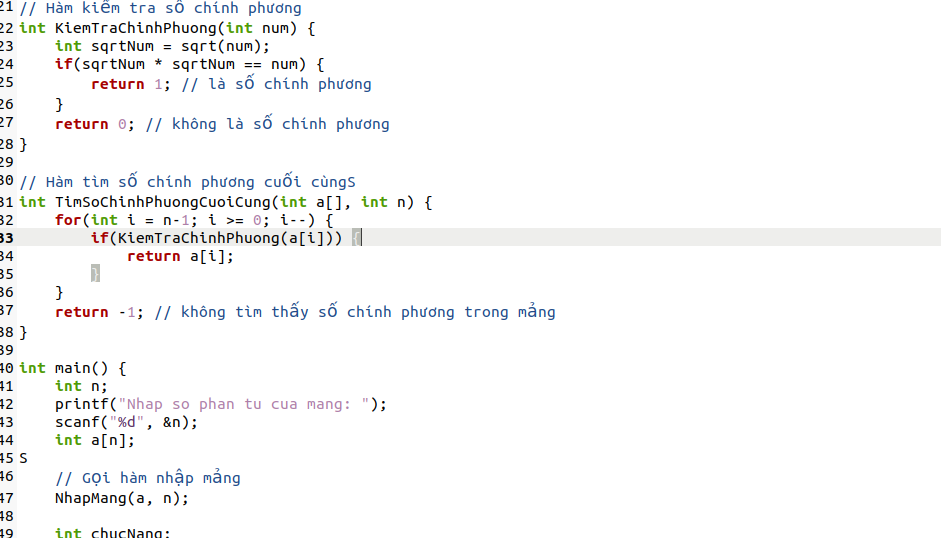 21 // Hàm kiểm tra số chính phương
22 int KiemTraChinhPhuong(int num) {
23     int sqrtNum = sqrt(num);
24     if(sqrtNum * sqrtNum == num) {
25         return 1; // là số chính phương
26     }
27     return 0; // không là số chính phương
28 }
29
30 // Hàm tìm số chính phương cuối cùngS
31 int TimSoChinhPhuongCuoiCung(int a[], int n) {
32     for(int i = n-1; i >= 0; i--) {
33         if(KiemTraChinhPhuong(a[i])) {
34             return a[i];
35         }
36     }
37     return -1; // không tìm thấy số chính phương trong mảng
38 }
39
40 int main() {
41     int n;
42     printf("Nhap so phan tu cua mang: ");
43     scanf("%d", &n);
44     int a[n];
45 S
46     // Gọi hàm nhập mảng
47     NhapMang(a, n);
48
49     int chucNang;